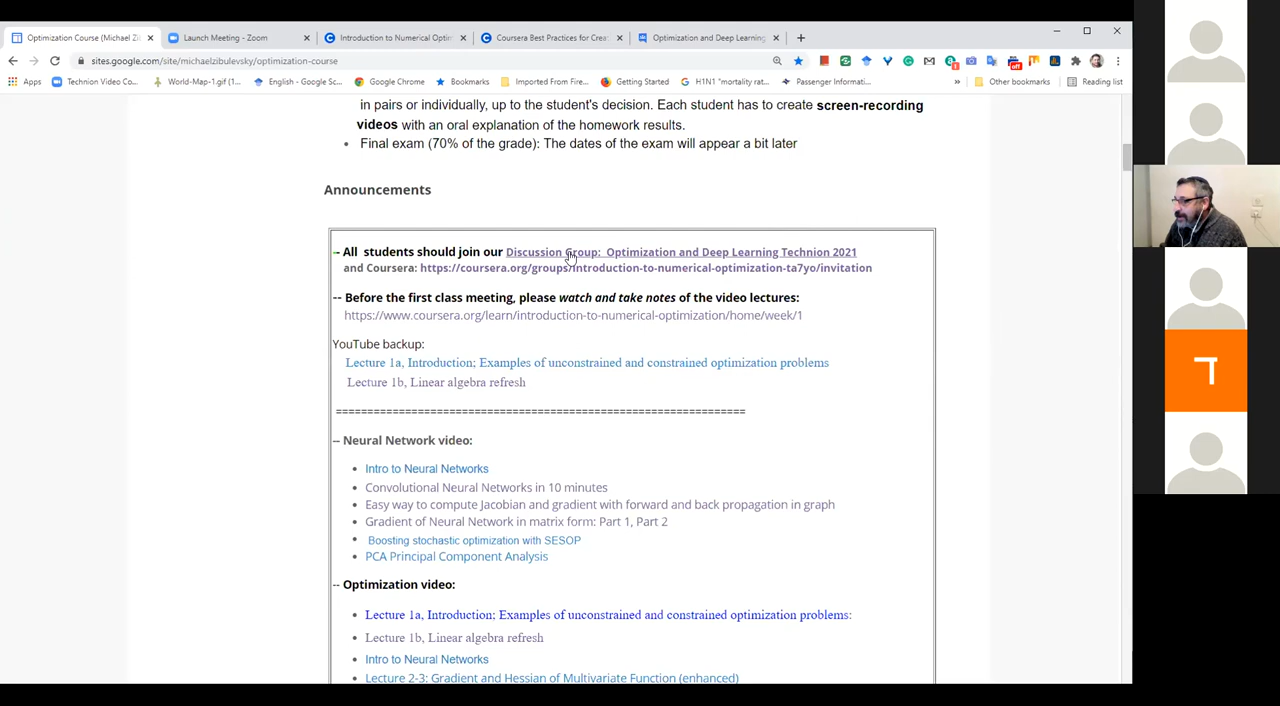 Optimization Course (Michael Zi
Launch Meeting - Zoom
Introduction to Numerical Optim
Coursera Best Practices for Crea
Optimization and Deep Learning
sites.google.com/site/michaelzibulevsky/optimization-course
Apps
Technion Video Co...
World-Map-1.gif (1...
English - Google Sc...
Google Chrome
Bookmarks
Imported From Fire...
Getting Started
H1N1 "mortality rat...
Passenger Informati...
»
Other bookmarks
Reading list
in pairs or individually, up to the student's decision. Each student has to create screen-recording
videos with an oral explanation of the homework results.
• Final exam (70% of the grade): The dates of the exam will appear a bit later
Announcements
-- All students should join our Discussion Group: Optimization and Deep Learning Technion 2021
and Coursera: https://coursera.org/groups/introduction-to-numerical-optimization-ta7yo/invitation
-- Before the first class meeting, please watch and take notes of the video lectures:
https://www.coursera.org/learn/introduction-to-numerical-optimization/home/week/1
YouTube backup:
Lecture 1a, Introduction; Examples of unconstrained and constrained optimization problems
Lecture 1b, Linear algebra refresh
================================================================
-- Neural Network video:
• Intro to Neural Networks
• Convolutional Neural Networks in 10 minutes
• Easy way to compute Jacobian and gradient with forward and back propagation in graph
• Gradient of Neural Network in matrix form: Part 1, Part 2
• Boosting stochastic optimization with SESOP
• PCA Principal Component Analysis
-- Optimization video:
• Lecture 1a, Introduction; Examples of unconstrained and constrained optimization problems:
• Lecture 1b, Linear algebra refresh
• Intro to Neural Networks
• Lecture 2-3: Gradient and Hessian of Multivariate Function (enhanced)
ד